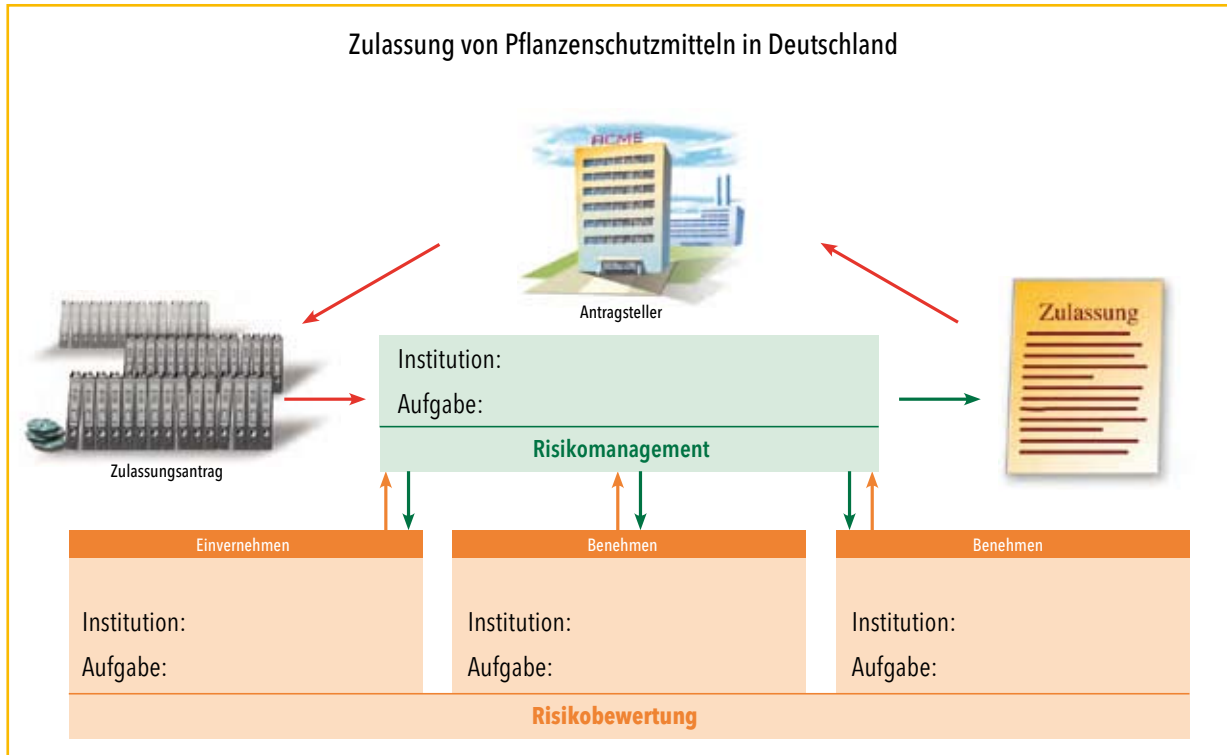 Zulassung von Pflanzenschutzmitteln in Deutschland
ACME
Antragsteller
Zulassung
Institution:
Aufgabe:
Risikomanagement
Zulassungsantrag
Einvernehmen
Benehmen
Benehmen
Institution:
Institution:
Institution:
Aufgabe:
Aufgabe:
Aufgabe:
Risikobewertung